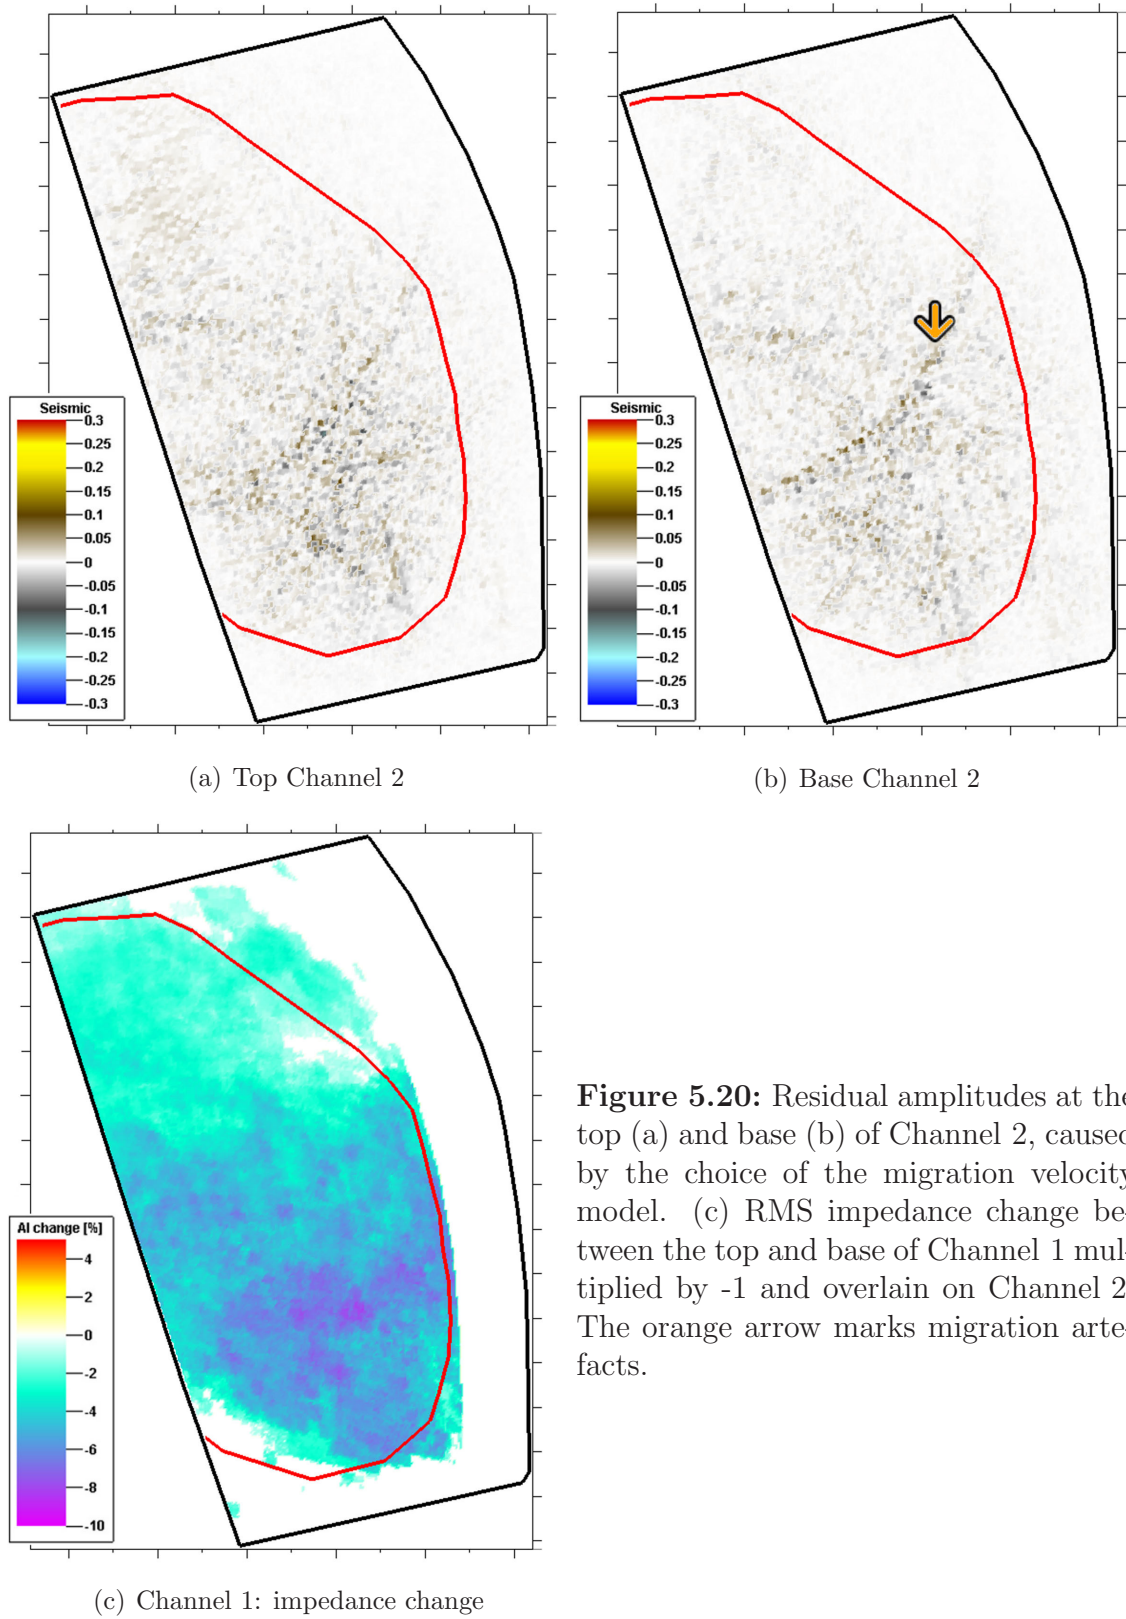 Seismic
0.3
0.25
0.2
0.15
0.1
0.05
0
-0.05
-0.1
-0.15
-0.2
-0.25
-0.3
(a) Top Channel 2
Seismic
0.3
0.25
0.2
0.15
0.1
0.05
0
-0.05
-0.1
-0.15
-0.2
-0.25
-0.3
(b) Base Channel 2
AI change [%]
4
2
0
-2
-4
-6
-8
-10
(c) Channel 1: impedance change
Figure 5.20: Residual amplitudes at the
top (a) and base (b) of Channel 2, caused
by the choice of the migration velocity
model. (c) RMS impedance change be-
tween the top and base of Channel 1 mul-
tiplied by -1 and overlain on Channel 2
The orange arrow marks migration arte-
facts.